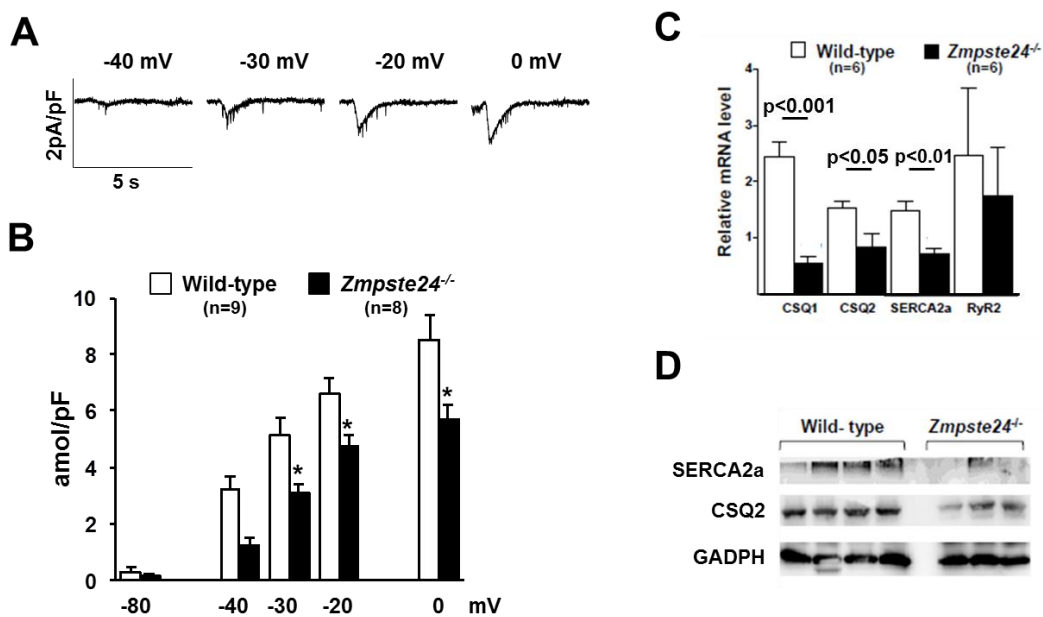 A
-40 mV -30 mV -20 mV 0 mV
2pA/pF
5 s
B
Wild-type Zmpste24-/-
(n=9) (n=8)
amol/pF
10
8
6
4
2
0
* * *
-80 -40 -30 -20 0 mV
C
Wild-type Zmpste24-/-
(n=6) (n=6)
Relative mRNA level
4
3
2
1
p<0.001
p<0.05 p<0.01
CSQ1 CSQ2 SERCA2a RyR2
D
Wild- type Zmpste24-/-
SERCA2a
CSQ2
GADPH